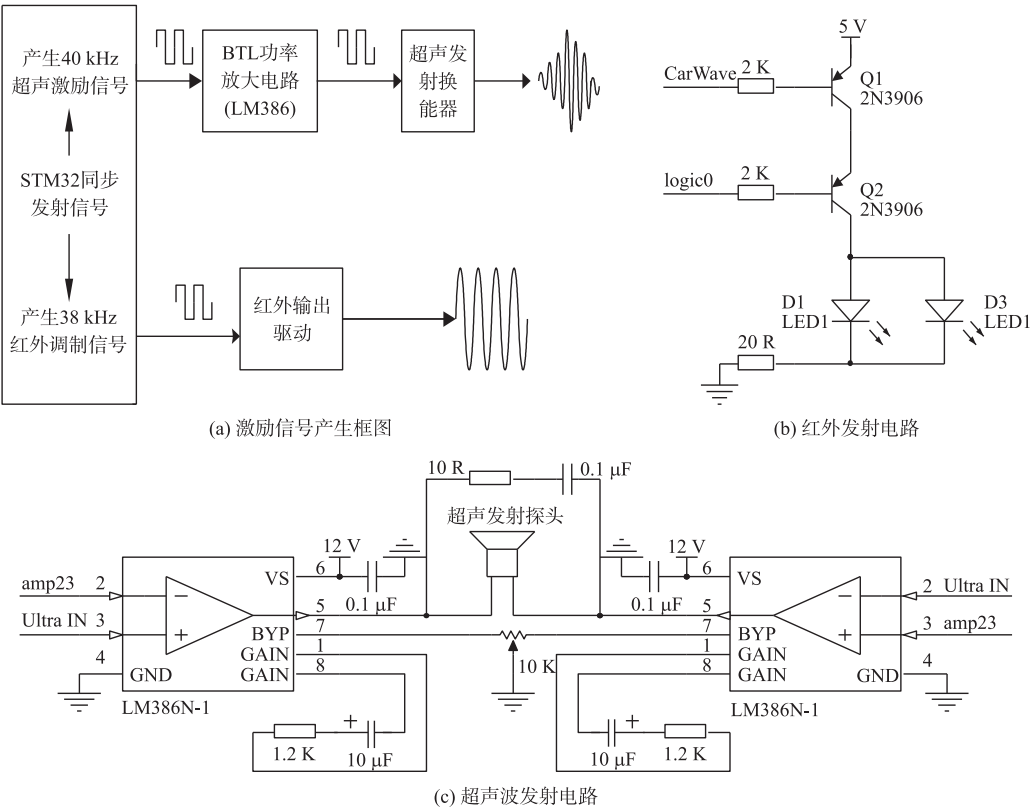 产生40 kHz
超声激励信号
STM32同步
发射信号
产生38 kHz
红外调制信号
BTL功率
放大电路
(LM386)
超声发
射换
能器
红外输出
驱动
(a) 激励信号产生框图
5 V
CarWave
2 K
Q1
2N3906
logic0
2 K
Q2
2N3906
D1
LED1
D3
LED1
20 R
(b) 红外发射电路
10 R
0.1 μF
超声发射探头
12 V
12 V
0.1 μF
0.1 μF
amp23
2
Ultra IN
3
4
GND
VS
6
5
BYP
7
GAIN
1
GAIN
8
LM386N-1
1.2 K
+
10 μF
10 K
6
VS
5
7
BYP
1
GAIN
8
GAIN
2
Ultra IN
3
amp23
4
GND
LM386N-1
+
10 μF
1.2 K
− 
+
−
+
(c) 超声波发射电路